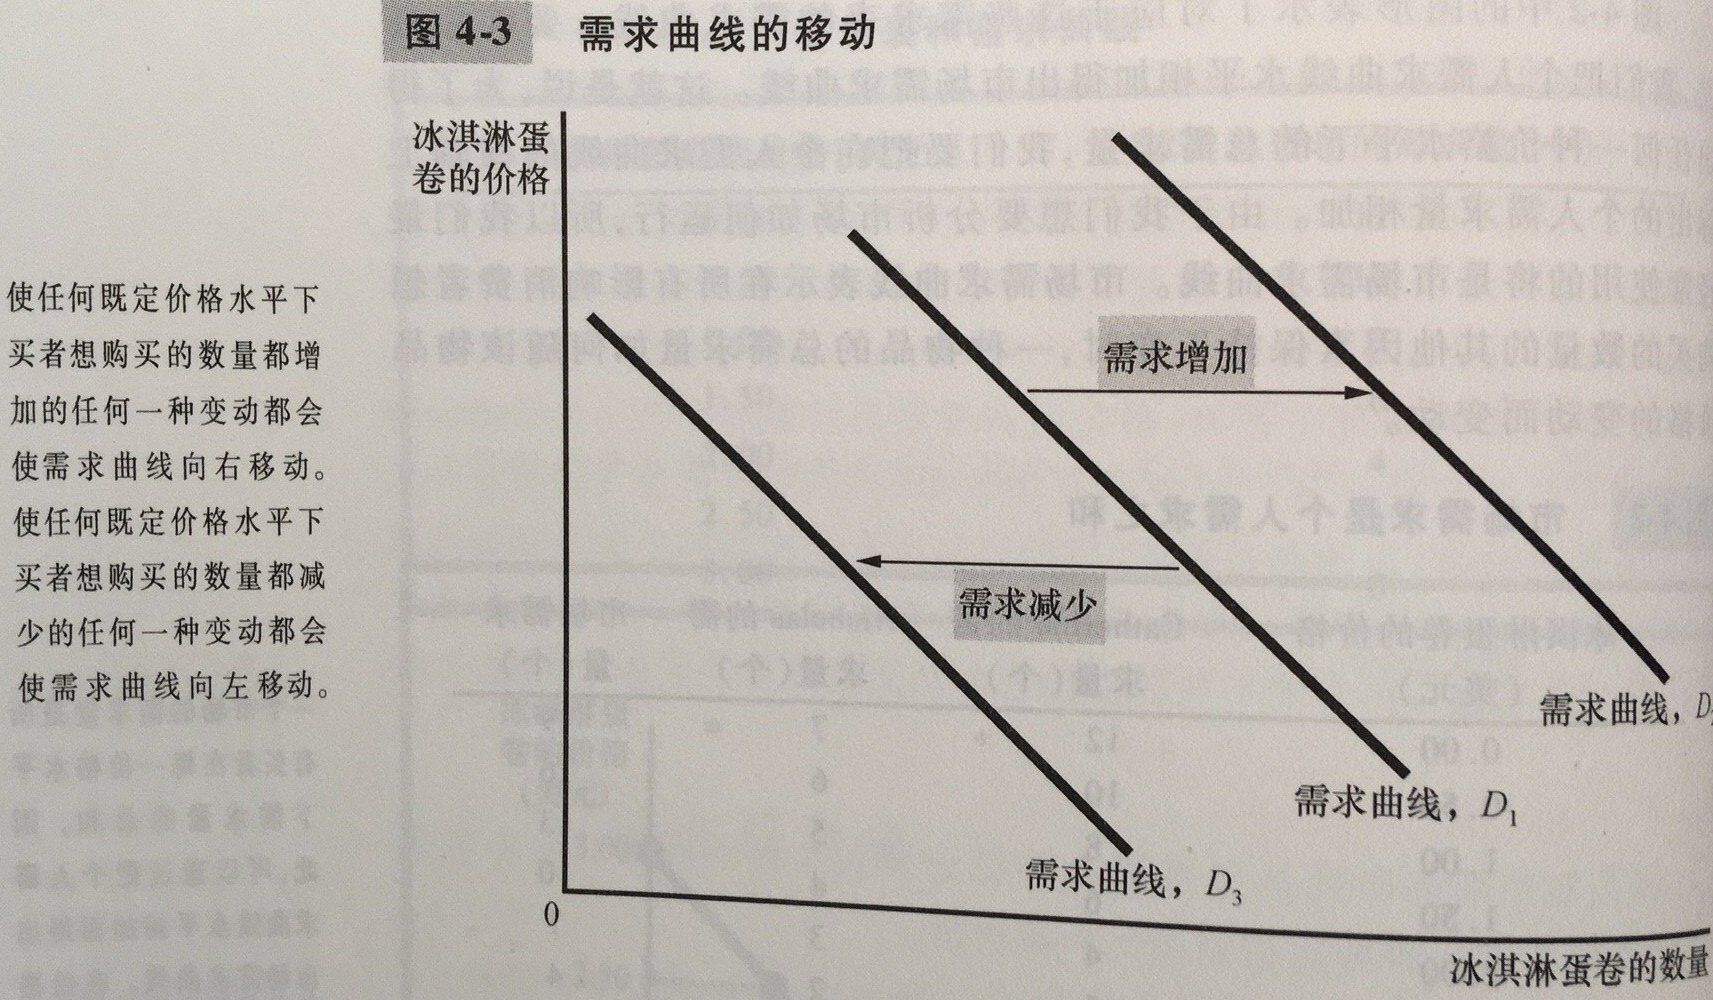 图 4-3 需求曲线的移动
冰淇淋蛋
卷的价格
使任何既定价格水平下
买者想购买的数量都增
加的任何一种变动都会
使需求曲线向右移动。
使任何既定价格水平下
买者想购买的数量都减
少的任何一种变动都会
使需求曲线向左移动。
需求增加
需求减少
需求曲线，D
需求曲线，D₁
需求曲线，D₃
0
冰淇淋蛋卷的数量